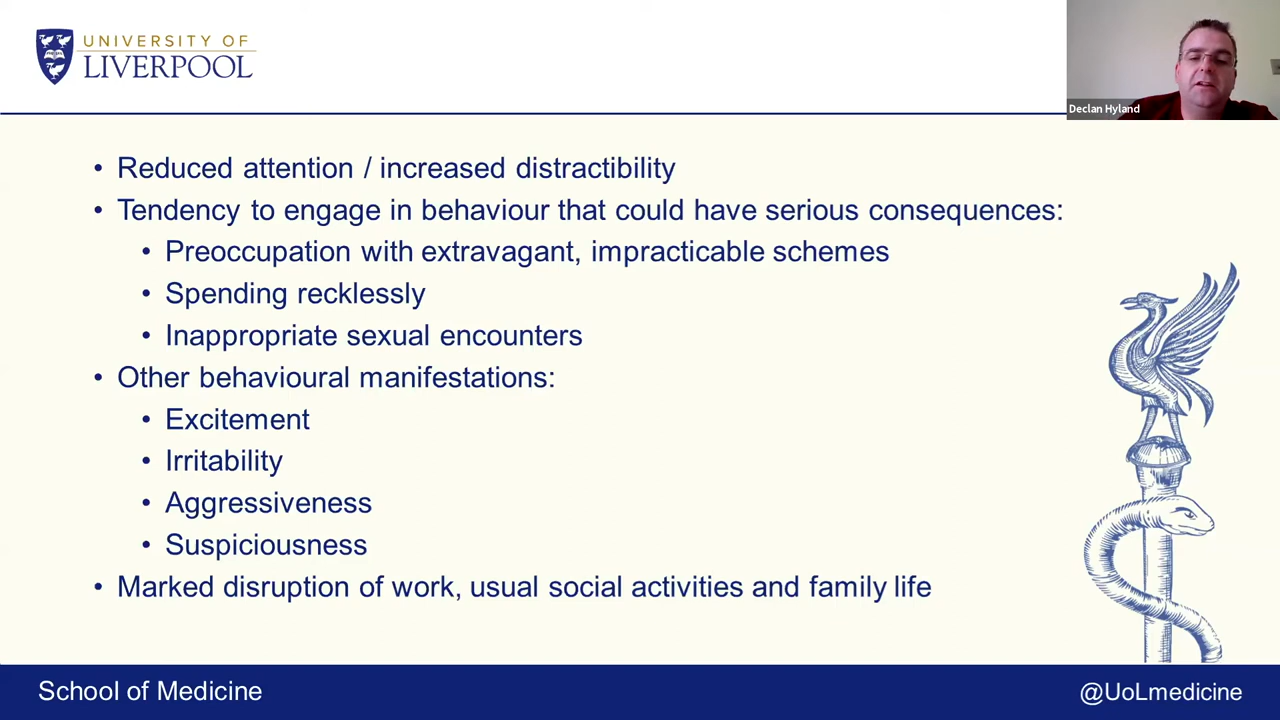 UNIVERSITY OF
LIVERPOOL
Declan Hyland
• Reduced attention / increased distractibility
• Tendency to engage in behaviour that could have serious consequences:
• Preoccupation with extravagant, impracticable schemes
• Spending recklessly
• Inappropriate sexual encounters
• Other behavioural manifestations:
• Excitement
• Irritability
• Aggressiveness
• Suspiciousness
• Marked disruption of work, usual social activities and family life
School of Medicine
@UoLmedicine